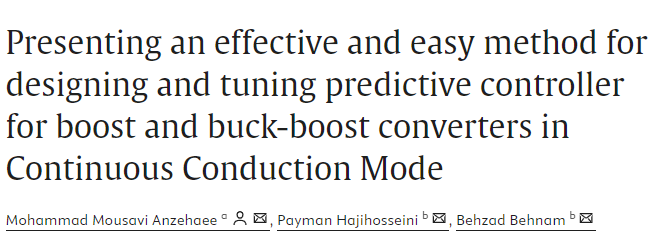 Presenting an effective and easy method for
designing and tuning predictive controller
for boost and buck-boost converters in
Continuous Conduction Mode
Mohammad Mousavi Anzehaee a, Payman Hajihosseini b, Behzad Behnam b